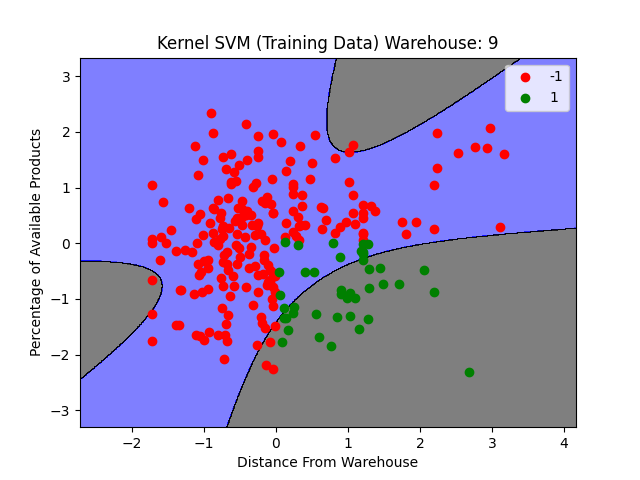 Kernel SVM (Training Data) Warehouse: 9
-1
1
3
2
1
0
−1
−2
−3
Percentage of Available Products
−2 −1 0 1 2 3 4
Distance From Warehouse